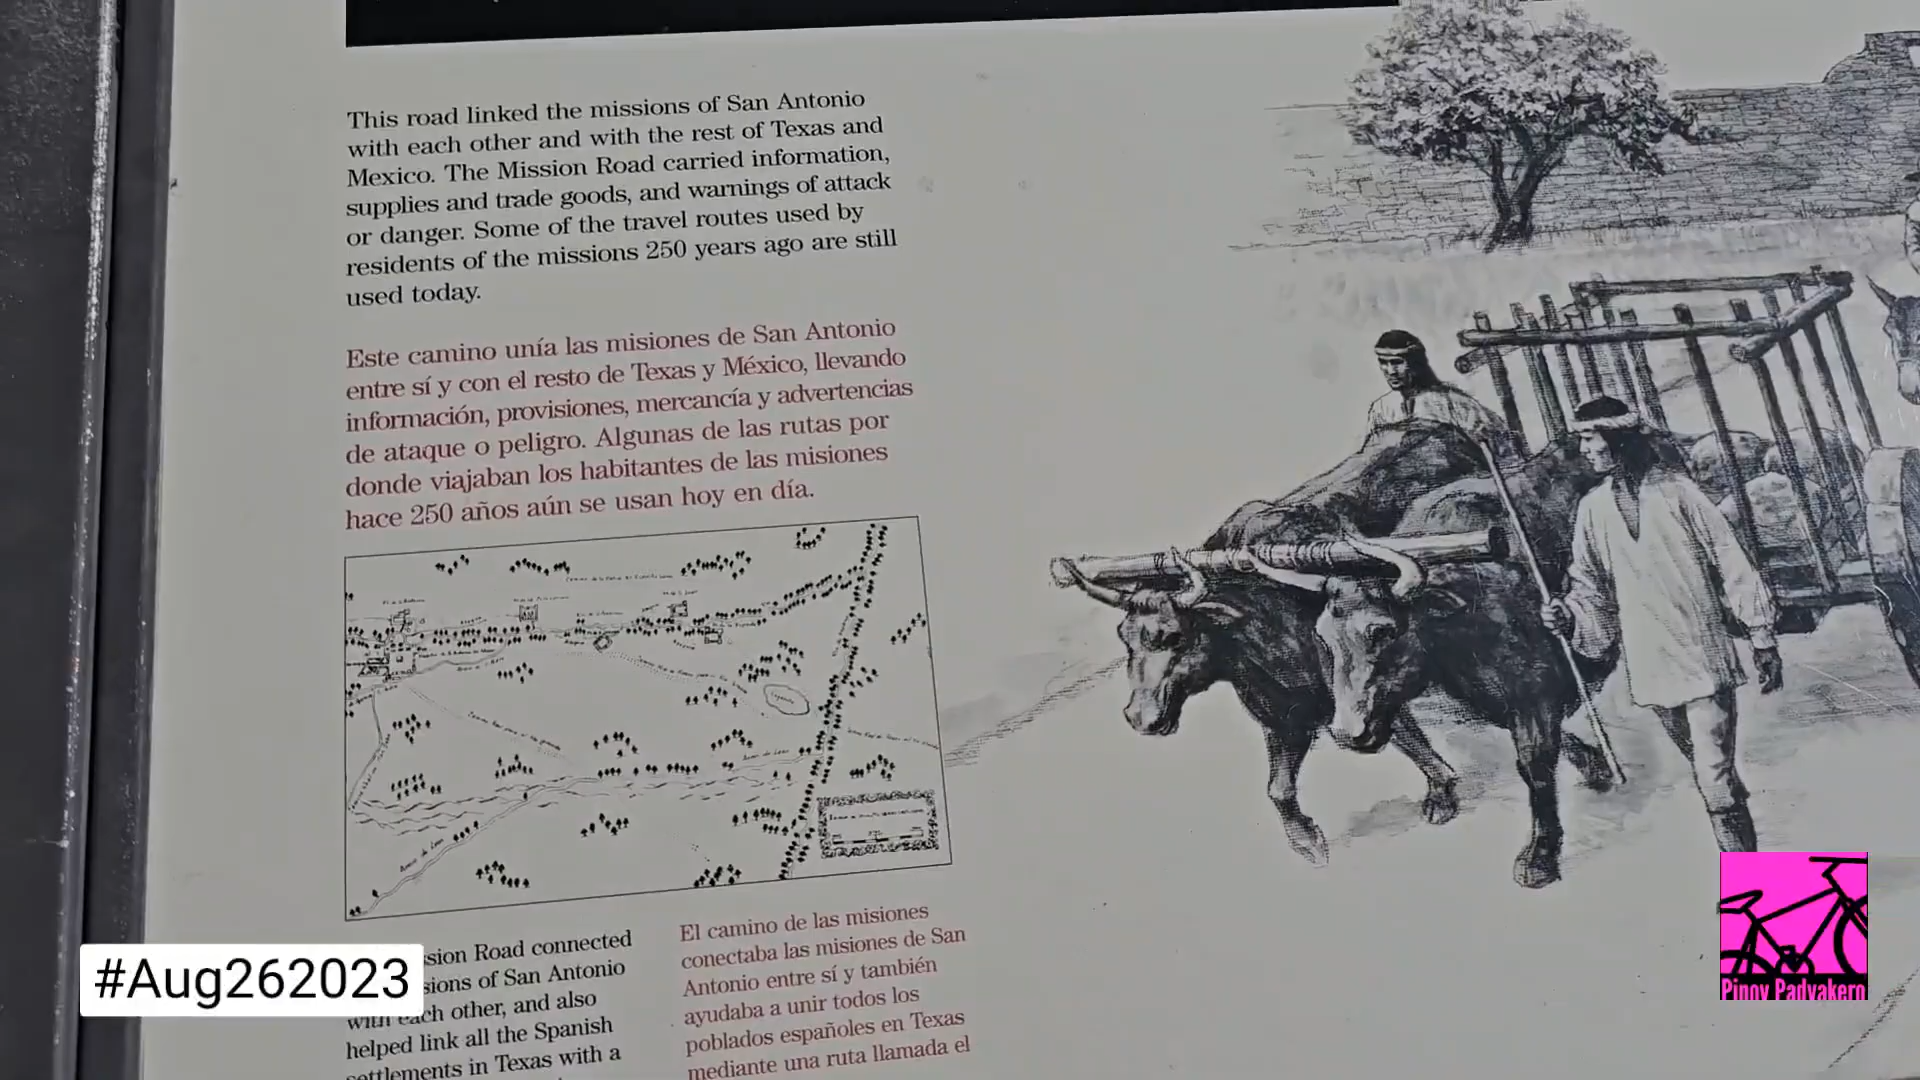 This road linked the missions of San Antonio
with each other and with the rest of Texas and
Mexico. The Mission Road carried information,
supplies and trade goods, and warnings of attack
or danger. Some of the travel routes used by
residents of the missions 250 years ago are still
used today.
Este camino unía las misiones de San Antonio
entre sí y con el resto de Texas y México, llevando
información, provisiones, mercancía y advertencias
de ataque o peligro. Algunas de las rutas por
donde viajaban los habitantes de las misiones
hace 250 años aún se usan hoy en día.
Road connected
of San Antonio
with each other, and also
helped link all the Spanish
settlements in Texas with a
El camino de las misiones
conectaba las misiones de San
Antonio entre sí y también
ayudaba a unir todos los
poblados españoles en Texas
mediante una ruta llamada el
#Aug262023
Pinoy Padyakero